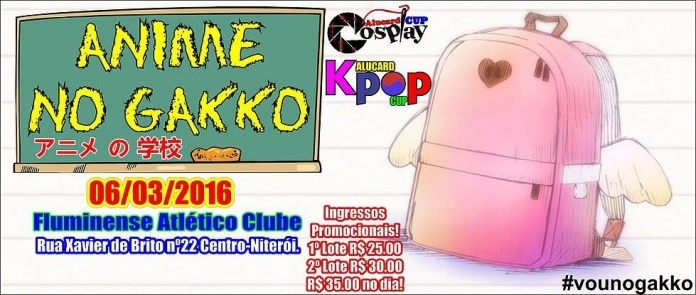 ANIME
NO GAKKO
アニメ の 学校
Alucard CUP
Cosplay
ALUCARD
Kpop
CUP
06/03/2016
Fluminense Atlético Clube
Rua Xavier de Brito nº22 Centro-Niterói.
Ingressos
Promocionais!
1º Lote R$ 25.00
2º Lote R$ 30.00
R$ 35.00 no dia!
#vounogakko